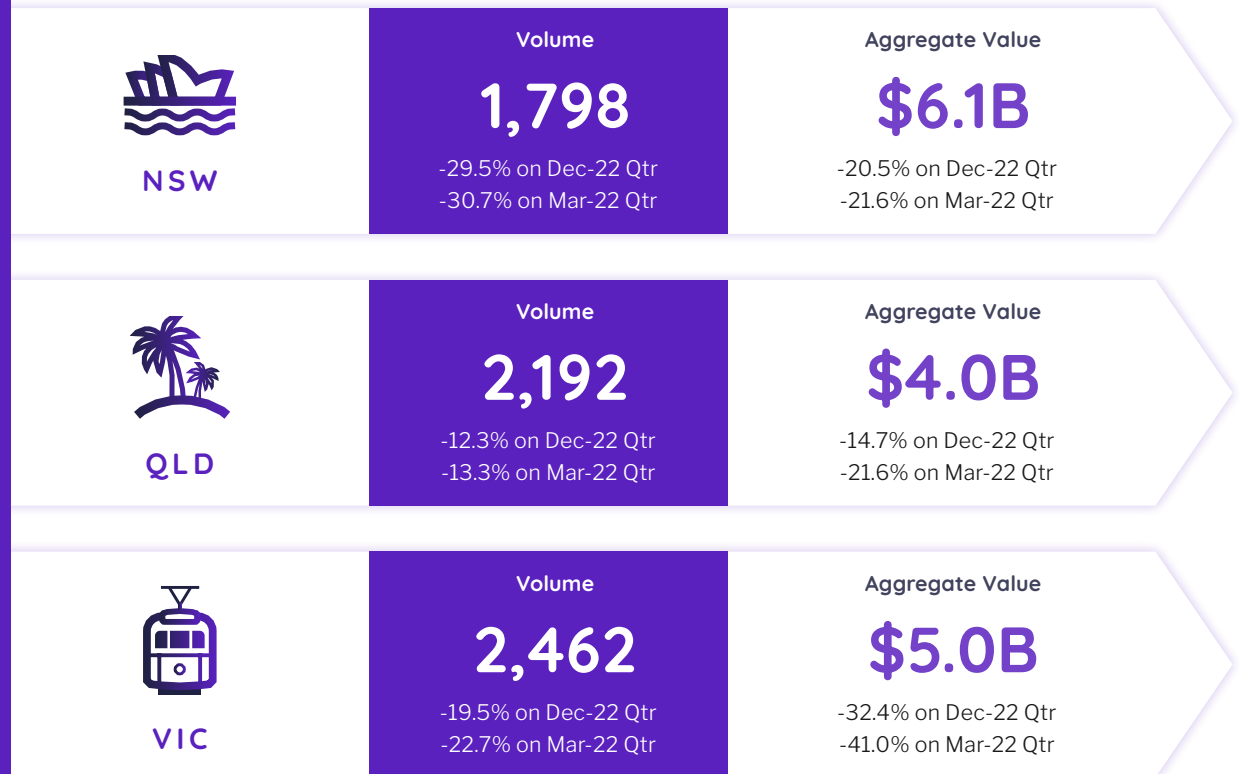 NSW
Volume
1,798
-29.5% on Dec-22 Qtr
-30.7% on Mar-22 Qtr
Aggregate Value
$6.1B
-20.5% on Dec-22 Qtr
-21.6% on Mar-22 Qtr
QLD
Volume
2,192
-12.3% on Dec-22 Qtr
-13.3% on Mar-22 Qtr
Aggregate Value
$4.0B
-14.7% on Dec-22 Qtr
-21.6% on Mar-22 Qtr
VIC
Volume
2,462
-19.5% on Dec-22 Qtr
-22.7% on Mar-22 Qtr
Aggregate Value
$5.0B
-32.4% on Dec-22 Qtr
-41.0% on Mar-22 Qtr